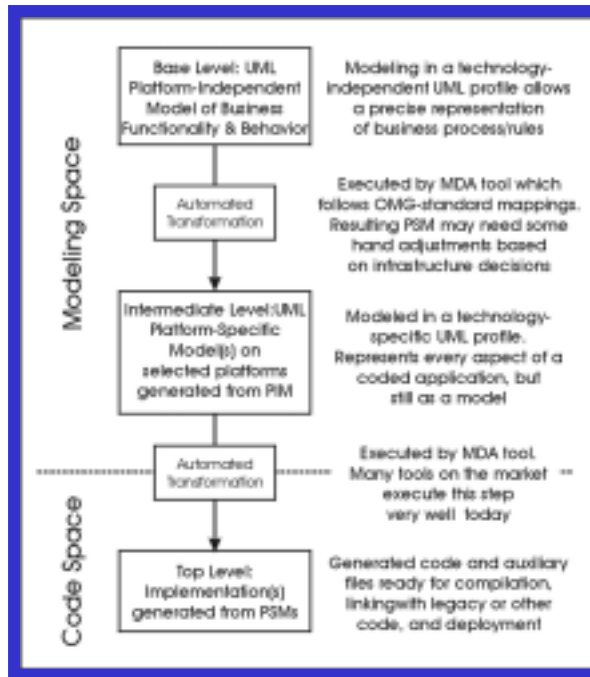 Modeling Space
Base Level: UML
Platform-Independent
Model of Business
Functionality & Behavior
Modeling in a technology-
independent UML profile allows
a precise representation
of business process/rules
Automated
Transformation
Executed by MDA tool which
follows OMG-standard mappings.
Resulting PSM may need some
hand adjustments based
on infrastructure decisions
Intermediate Level:UML
Platform-Specific
Model(s) on
selected platforms
generated from PIM
Modeled in a technology-
specific UML profile.
Represents every aspect of a
coded application, but
still as a model
Automated
Transformation
Executed by MDA tool.
Many tools on the market
execute this step
very well today
Code Space
Top Level:
Implementation(s)
generated from PSMs
Generated code and auxiliary
files ready for compilation,
linkingwith legacy or other
code, and deployment